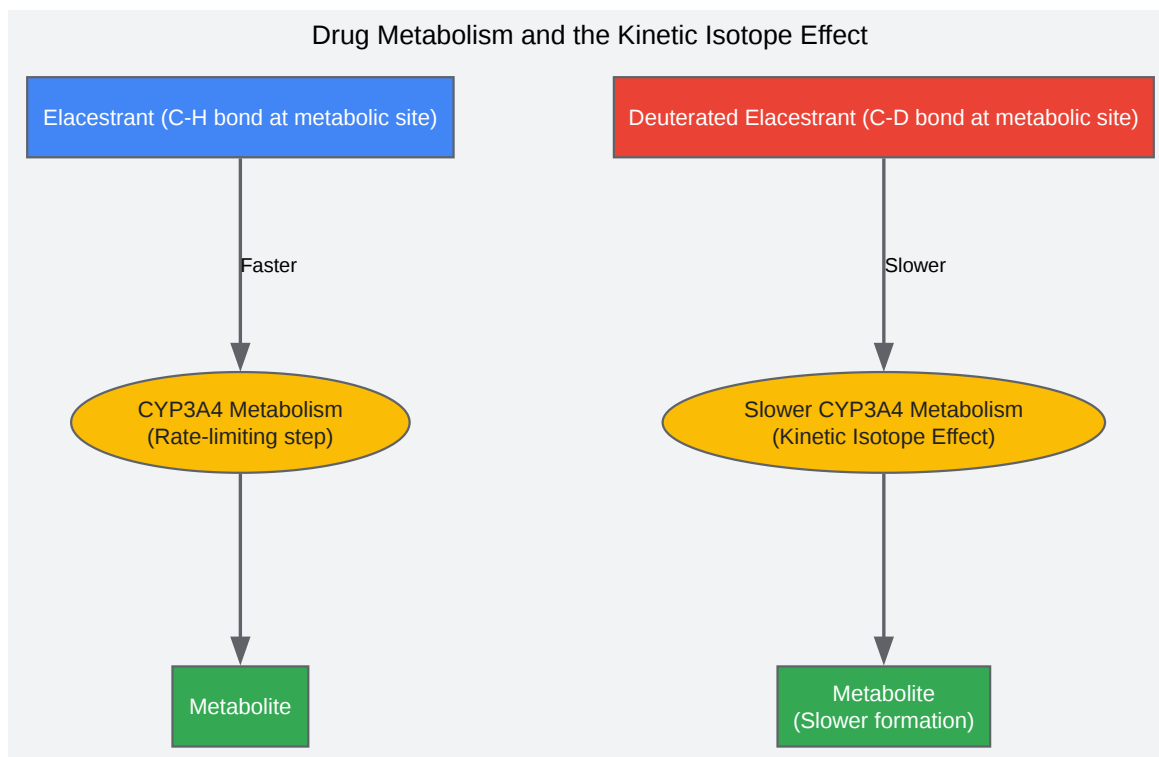 Drug Metabolism and the Kinetic Isotope Effect
Elacestrant (C-H bond at metabolic site)
Deuterated Elacestrant (C-D bond at metabolic site)
Faster
Slower
CYP3A4 Metabolism
(Rate-limiting step)
Slower CYP3A4 Metabolism
(Kinetic Isotope Effect)
Metabolite
Metabolite
(Slower formation)